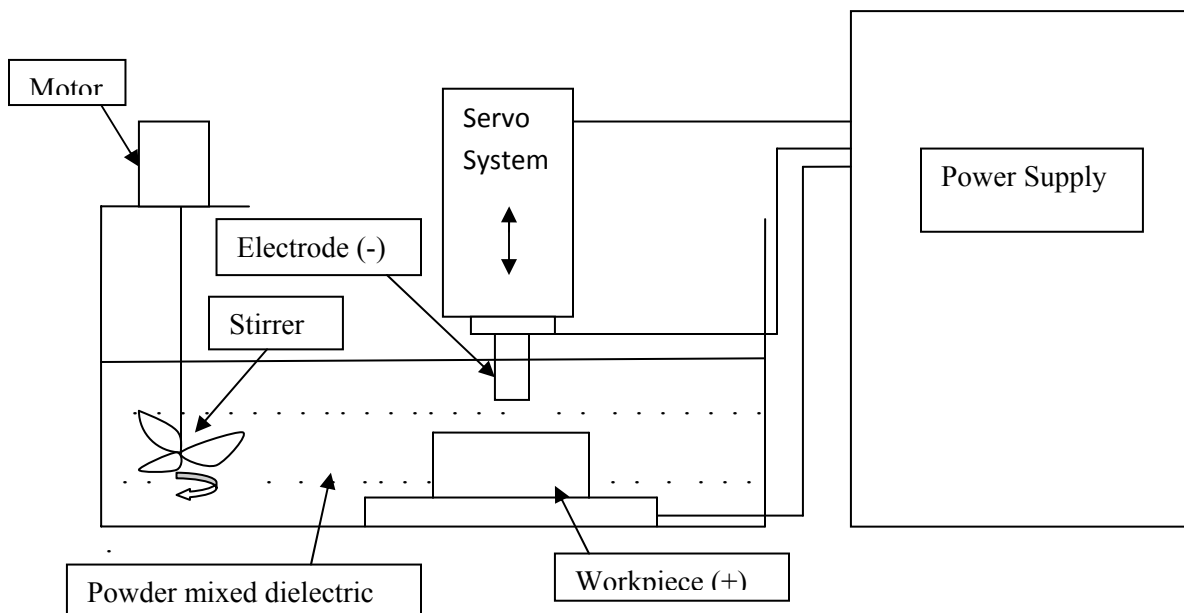 Motor
Servo
System
Power Supply
Electrode (-)
Stirrer
Powder mixed dielectric
Workpiece (+)